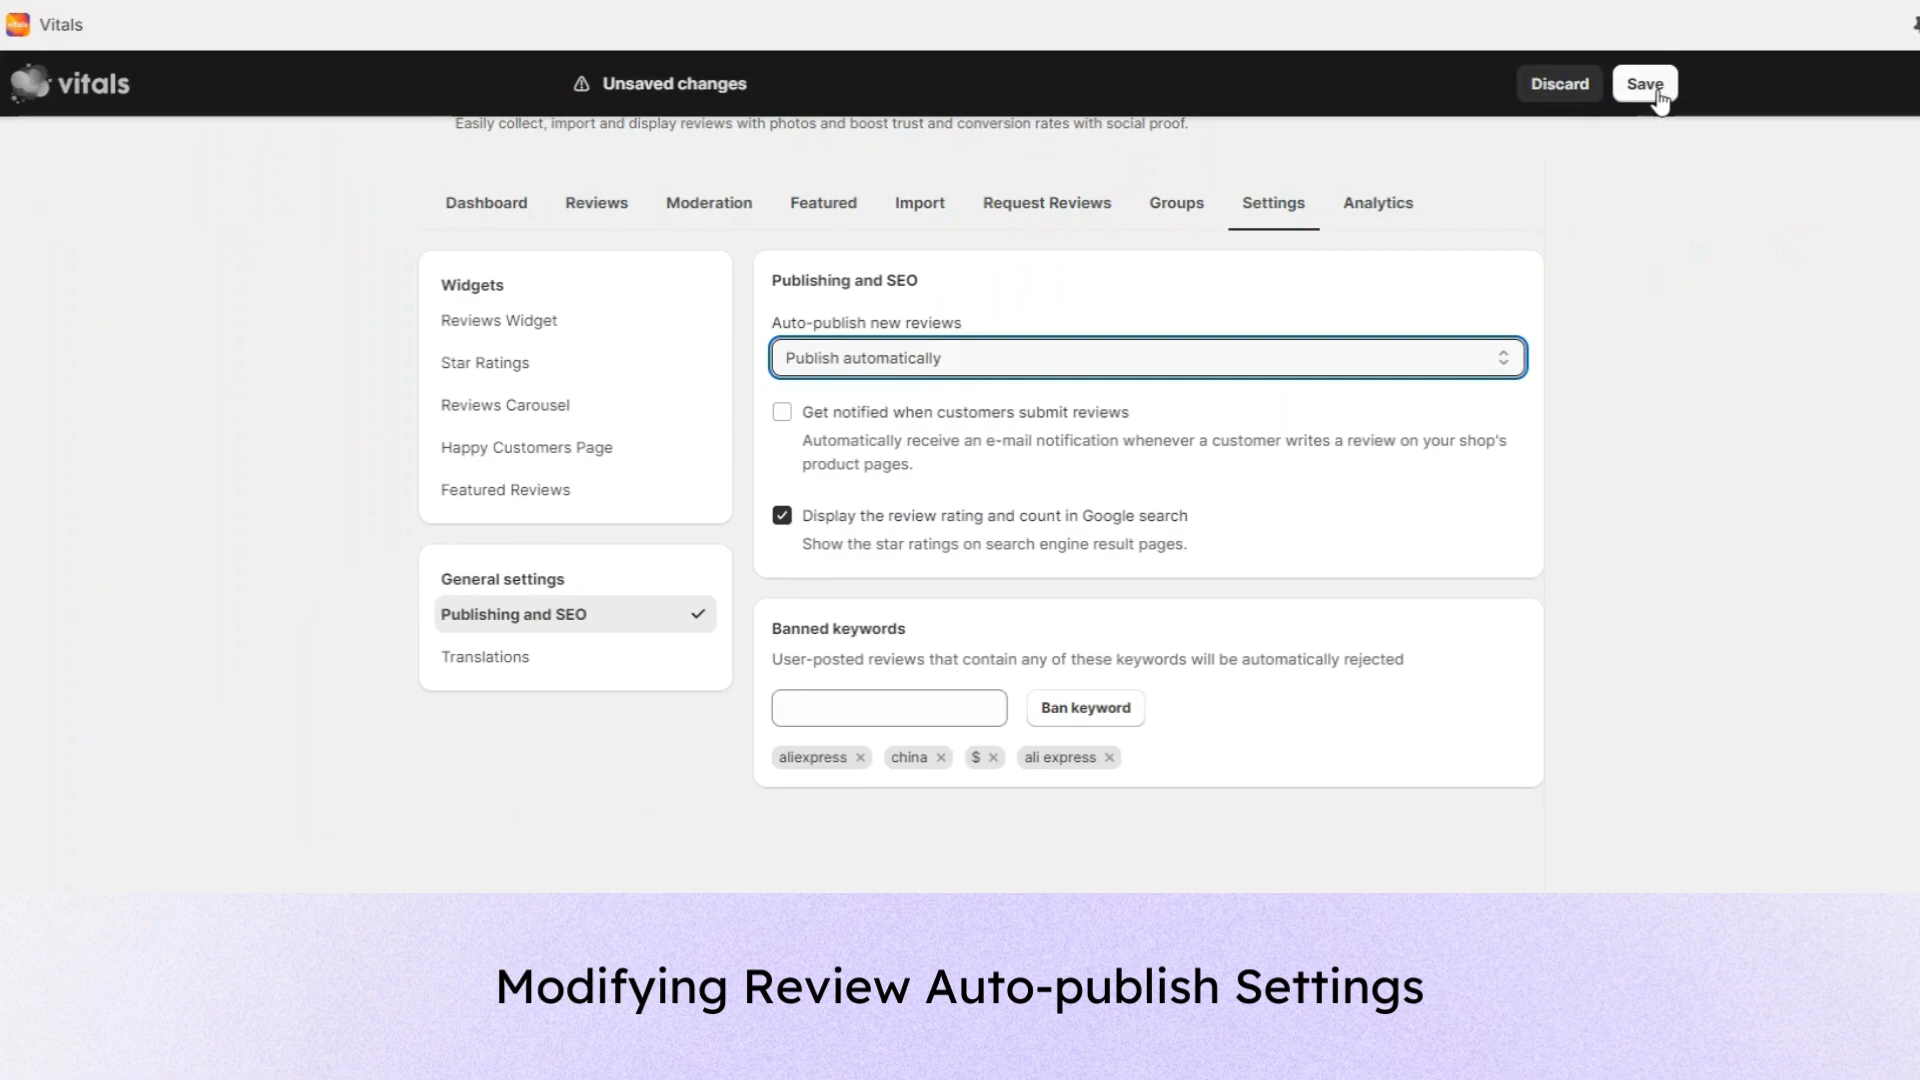 Vitals
vitals
Unsaved changes
Discard
Save
Easily collect, import and display reviews with photos and boost trust and conversion rates with social proof.
Dashboard
Reviews
Moderation
Featured
Import
Request Reviews
Groups
Settings
Analytics
Widgets
Reviews Widget
Star Ratings
Reviews Carousel
Happy Customers Page
Featured Reviews
General settings
Publishing and SEO
Translations
Publishing and SEO
Auto-publish new reviews
Publish automatically
Get notified when customers submit reviews
Automatically receive an e-mail notification whenever a customer writes a review on your shop's
product pages.
Display the review rating and count in Google search
Show the star ratings on search engine result pages.
Banned keywords
User-posted reviews that contain any of these keywords will be automatically rejected
Ban keyword
aliexpress
china
$
ali express
Modifying Review Auto-publish Settings